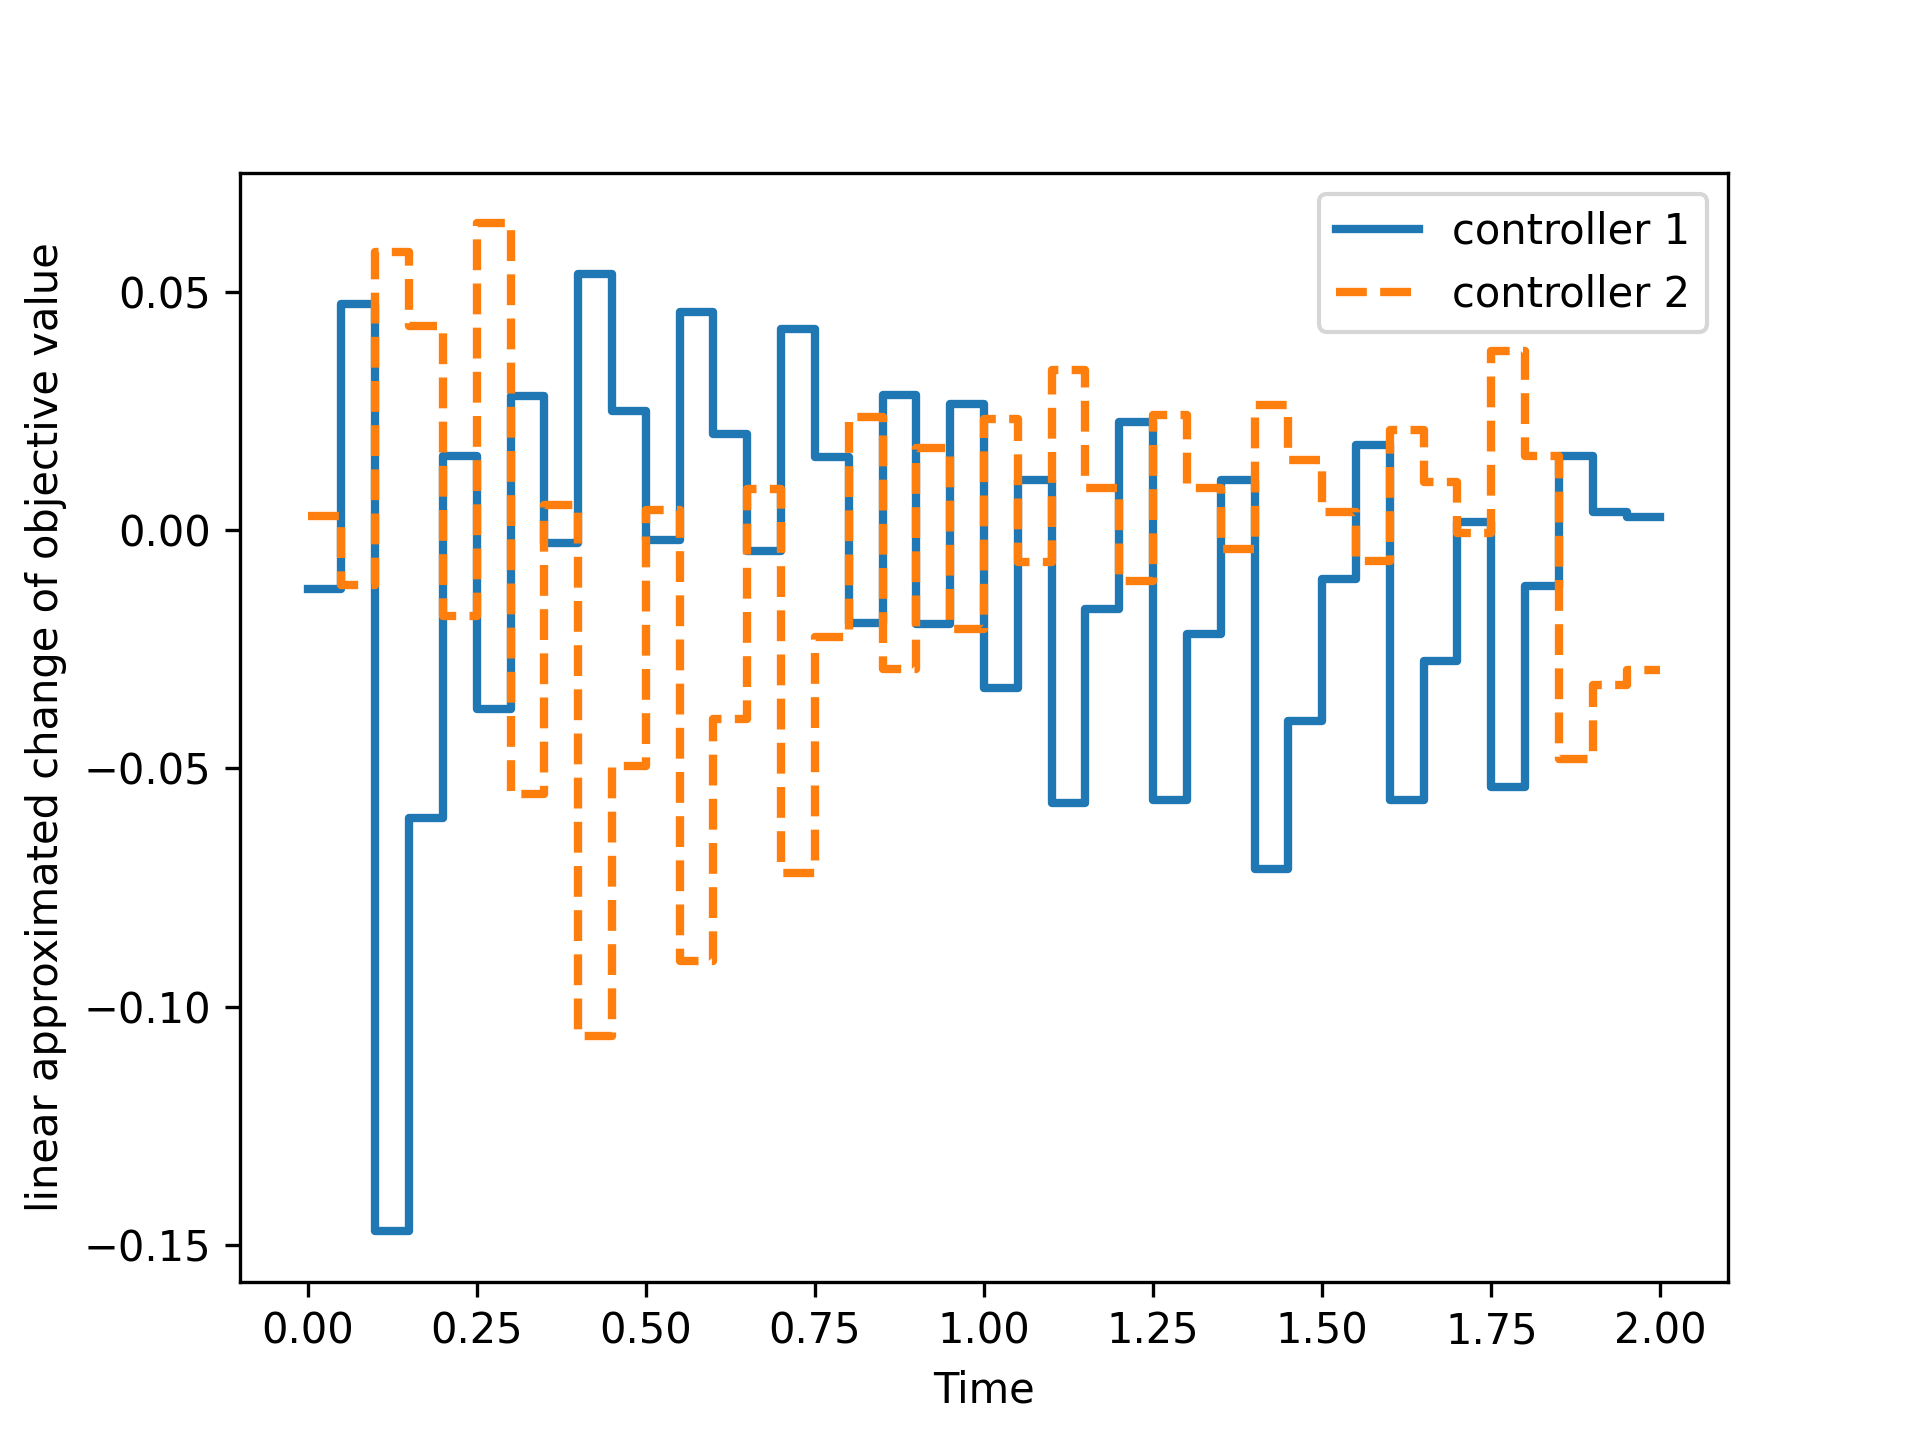 controller 1
controller 2
linear approximated change of objective value
0.05
0.00
−0.05
−0.10
−0.15
0.00 0.25 0.50 0.75 1.00 1.25 1.50 1.75 2.00
Time